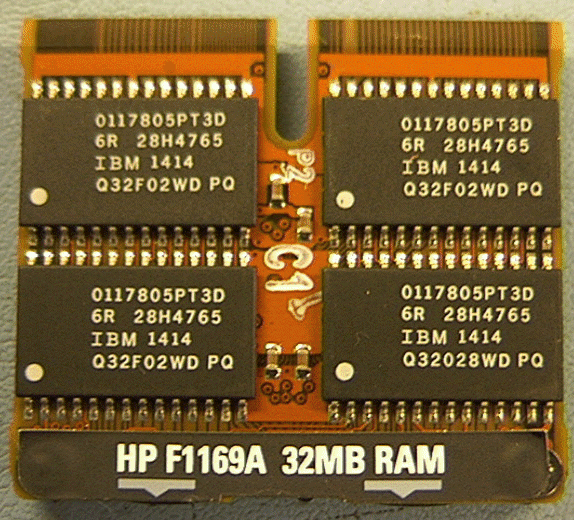 0117805PT3D
6R 28H4765
IBM 1414
Q32F02WD PQ
0117805PT3D
6R 28H4765
IBM 1414
Q32F02WD PQ
P2
C1
0117805PT3D
6R 28H4765
IBM 1414
Q32F02WD PQ
0117805PT3D
6R 28H4765
IBM 1414
Q32028WD PQ
HP F1169A 32MB RAM